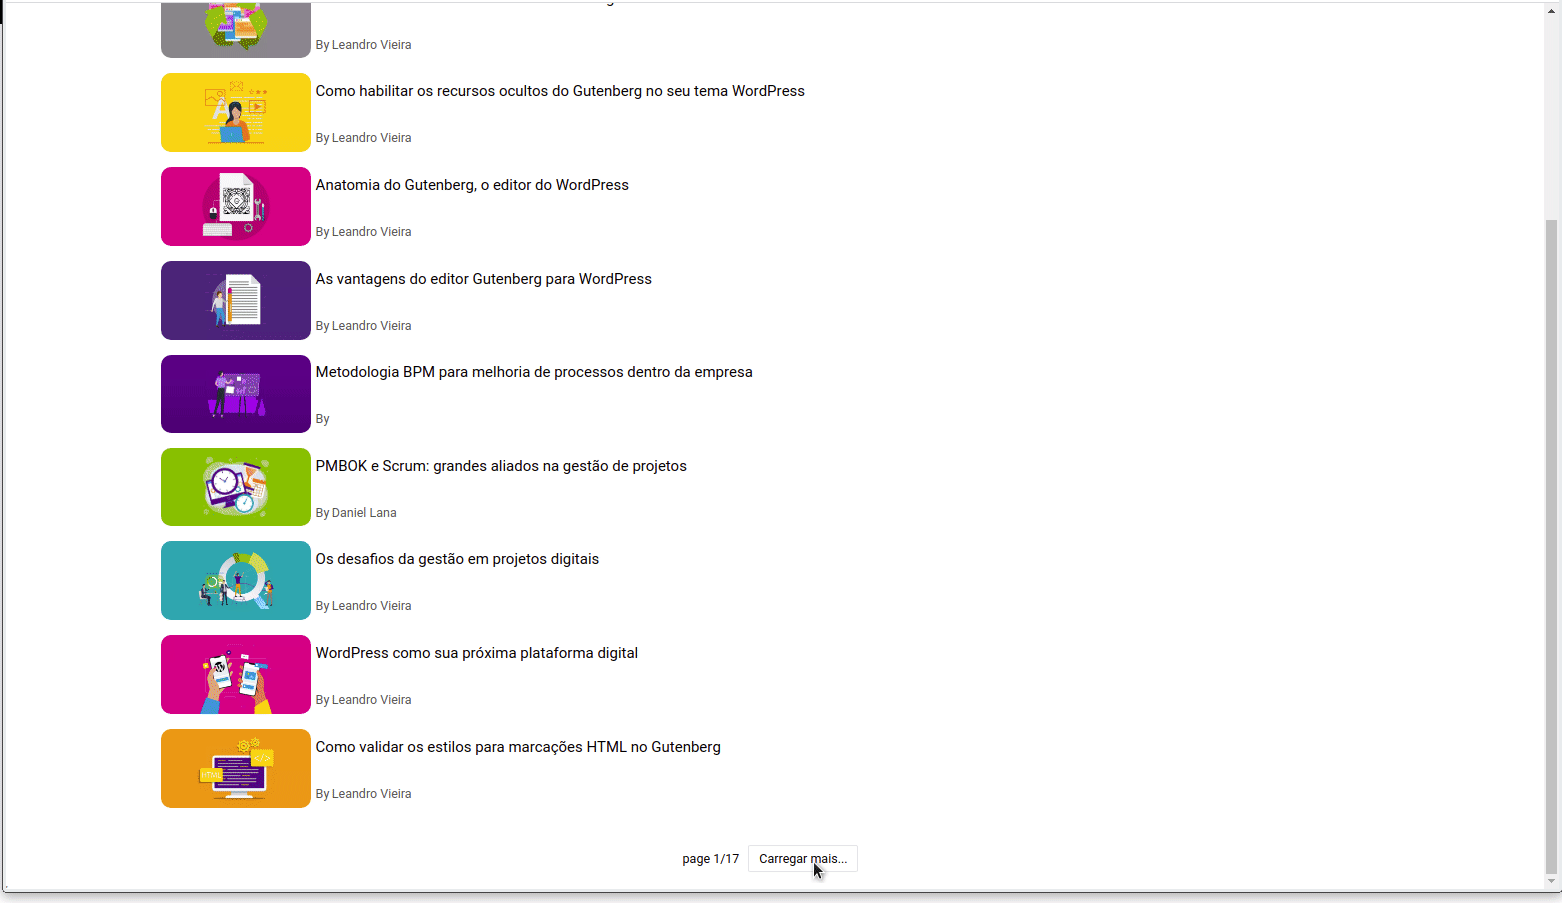 By Leandro Vieira
Como habilitar os recursos ocultos do Gutenberg no seu tema WordPress
By Leandro Vieira
Anatomia do Gutenberg, o editor do WordPress
By Leandro Vieira
As vantagens do editor Gutenberg para WordPress
By Leandro Vieira
Metodologia BPM para melhoria de processos dentro da empresa
By
PMBOK e Scrum: grandes aliados na gestão de projetos
By Daniel Lana
Os desafios da gestão em projetos digitais
By Leandro Vieira
WordPress como sua próxima plataforma digital
By Leandro Vieira
Como validar os estilos para marcações HTML no Gutenberg
By Leandro Vieira
page 1/17 Carregar mais...